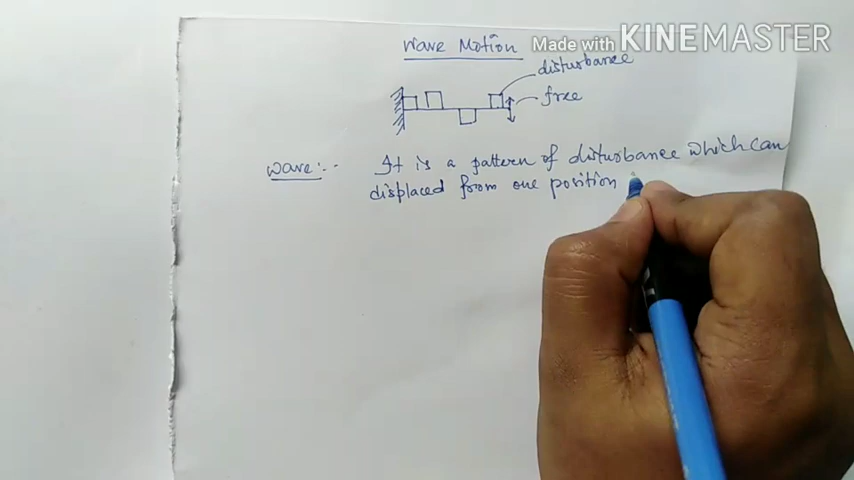 Wave Motion
Made with KINEMASTER
disturbance
free
Wave:-- It is a pattern of disturbance which can
displaced from one position